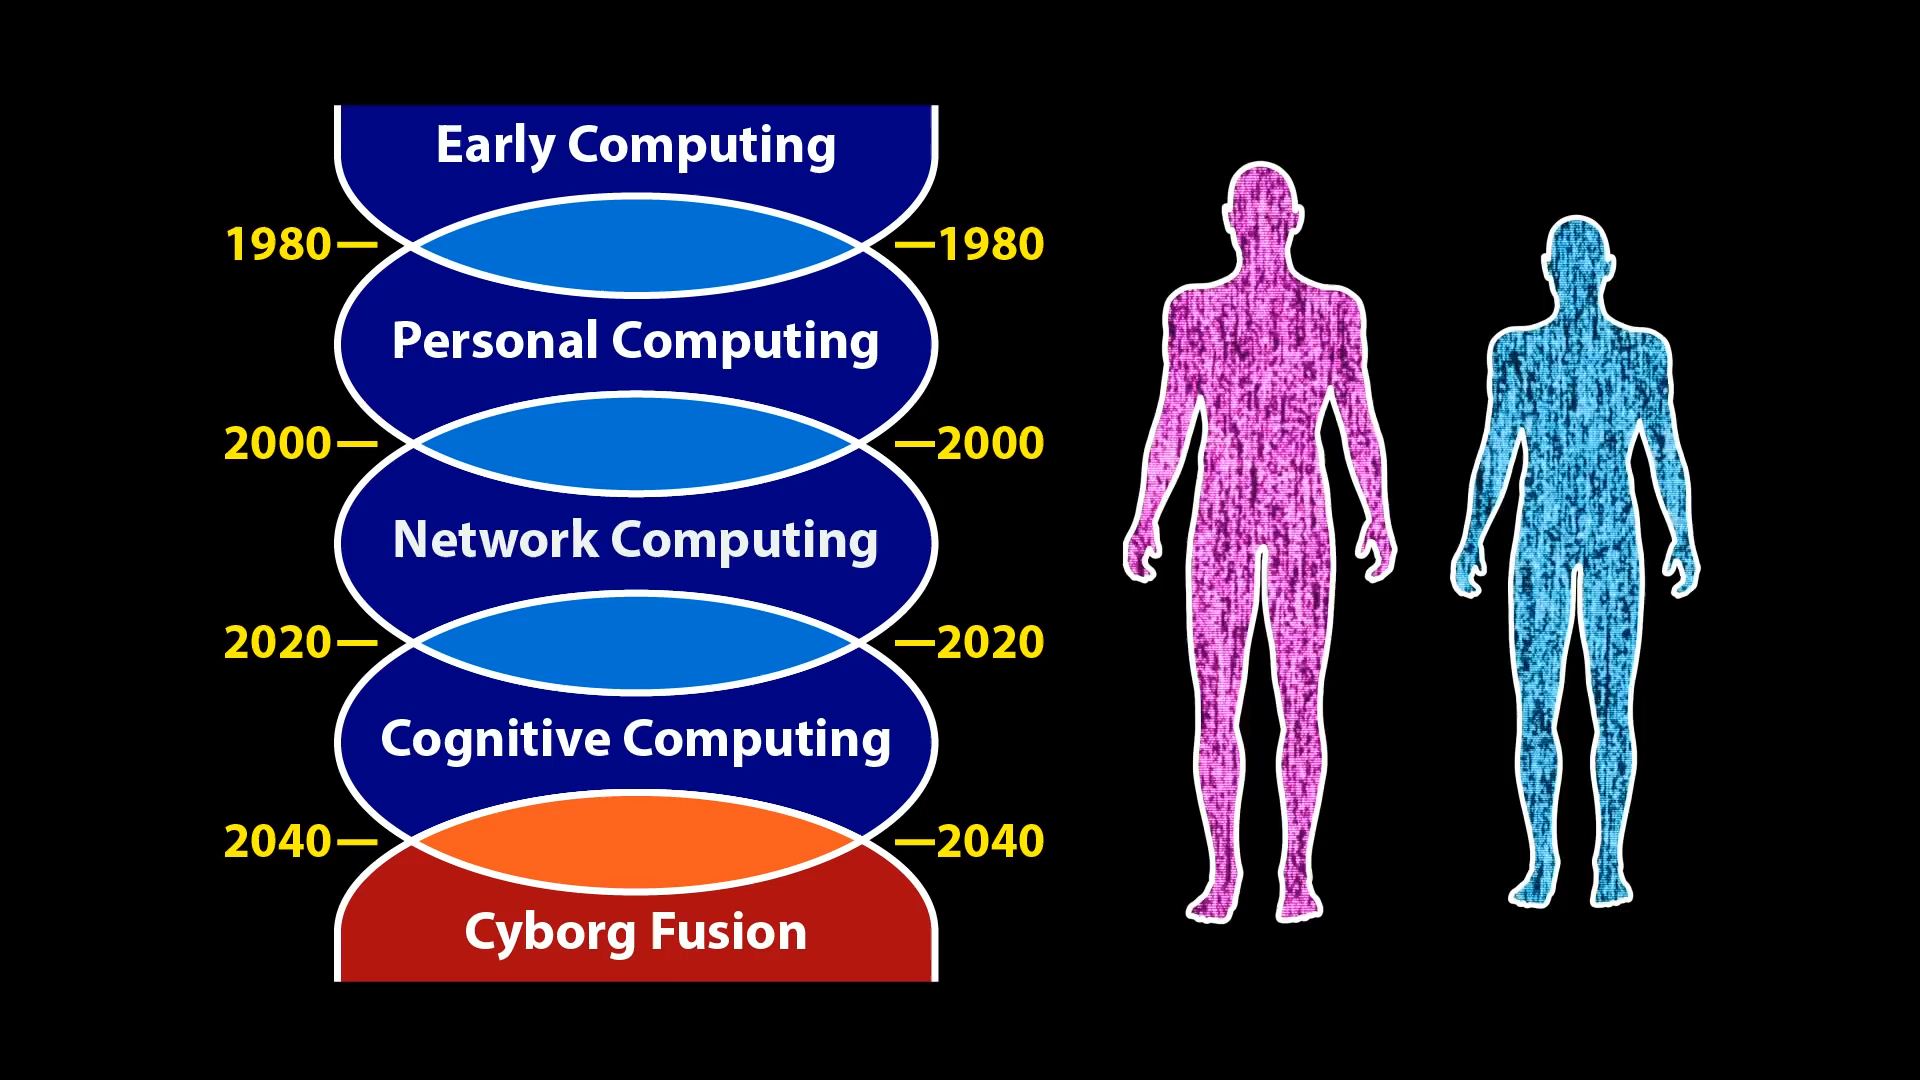 Early Computing
1980 1980
Personal Computing
2000 2000
Network Computing
2020 2020
Cognitive Computing
2040 2040
Cyborg Fusion